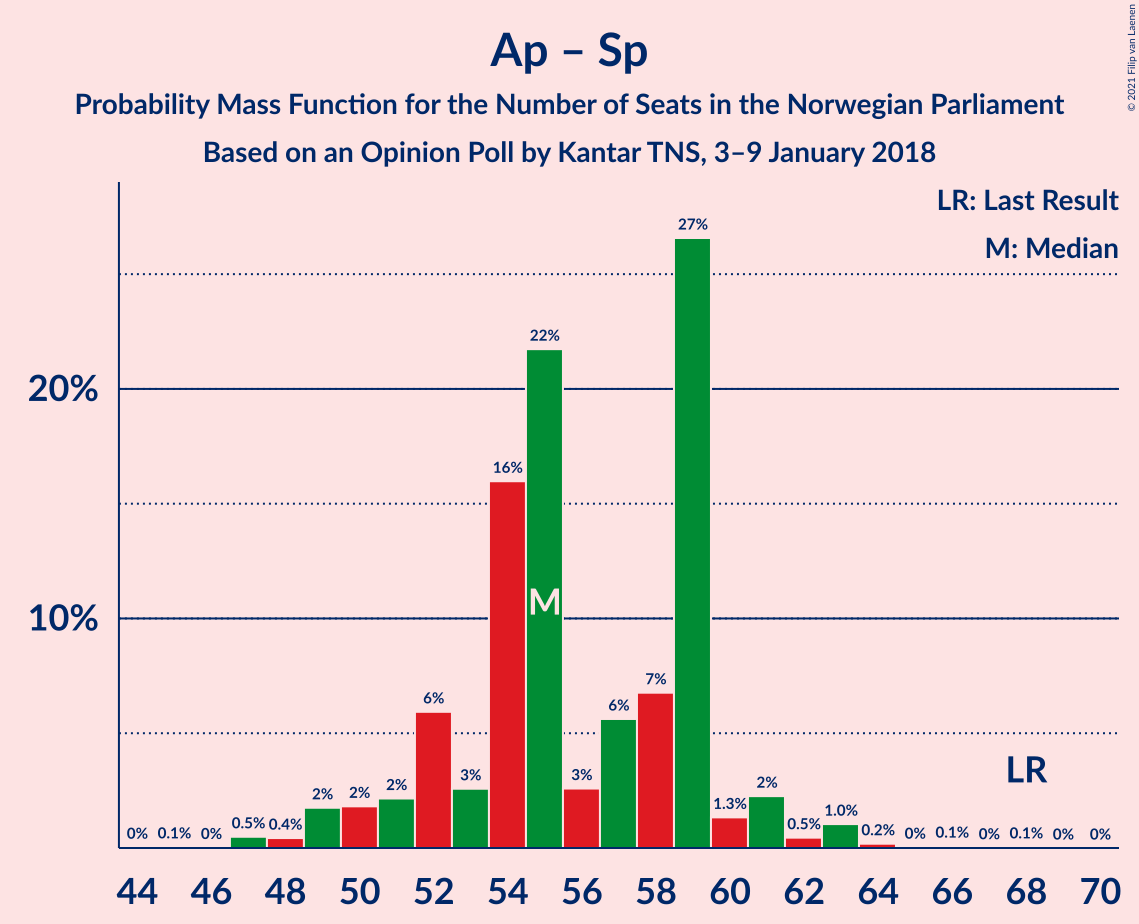 Ap – Sp
Probability Mass Function for the Number of Seats in the Norwegian Parliament
Based on an Opinion Poll by Kantar TNS, 3–9 January 2018
© 2021 Filip van Laenen
LR: Last Result
M: Median
20%
10%
0% 0.1% 0% 0.5% 0.4% 2% 2% 2% 6% 3% 16% 22% 3% 6% 7% 27% 1.3% 2% 0.5% 1.0% 0.2% 0% 0.1% 0% 0.1% 0% 0%
M
LR
44 46 48 50 52 54 56 58 60 62 64 66 68 70